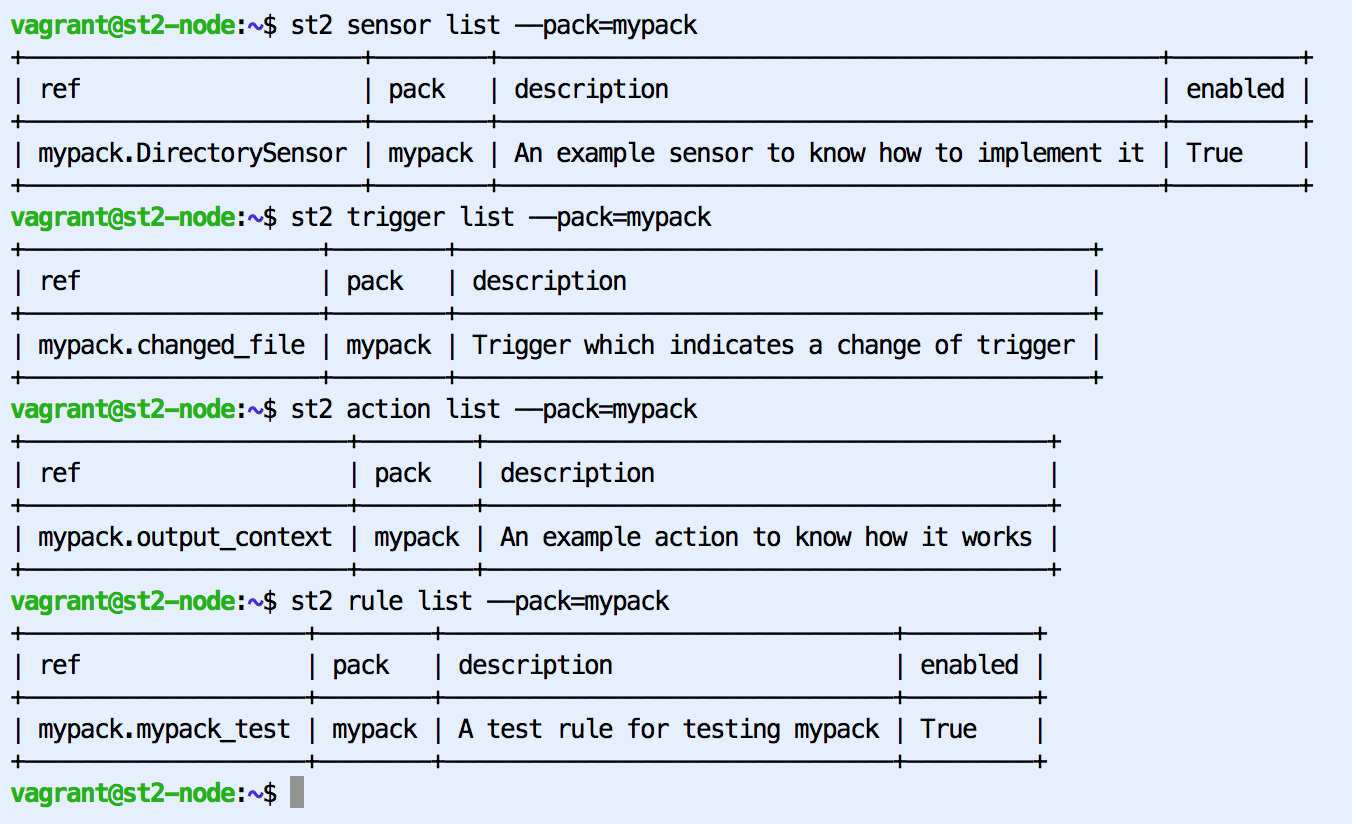 vagrant@st2-node:~$ st2 sensor list --pack=mypack
+------------------------+--------+-----------------------------------------------+---------+
| ref                    | pack   | description                                   | enabled |
+------------------------+--------+-----------------------------------------------+---------+
| mypack.DirectorySensor | mypack | An example sensor to know how to implement it | True    |
+------------------------+--------+-----------------------------------------------+---------+
vagrant@st2-node:~$ st2 trigger list --pack=mypack
+---------------------+--------+---------------------------------------------+
| ref                 | pack   | description                                 |
+---------------------+--------+---------------------------------------------+
| mypack.changed_file | mypack | Trigger which indicates a change of trigger |
+---------------------+--------+---------------------------------------------+
vagrant@st2-node:~$ st2 action list --pack=mypack
+-----------------------+--------+----------------------------------------+
| ref                   | pack   | description                            |
+-----------------------+--------+----------------------------------------+
| mypack.output_context | mypack | An example action to know how it works |
+-----------------------+--------+----------------------------------------+
vagrant@st2-node:~$ st2 rule list --pack=mypack
+--------------------+--------+--------------------------------+---------+
| ref                | pack   | description                    | enabled |
+--------------------+--------+--------------------------------+---------+
| mypack.mypack_test | mypack | A test rule for testing mypack | True    |
+--------------------+--------+--------------------------------+---------+
vagrant@st2-node:~$